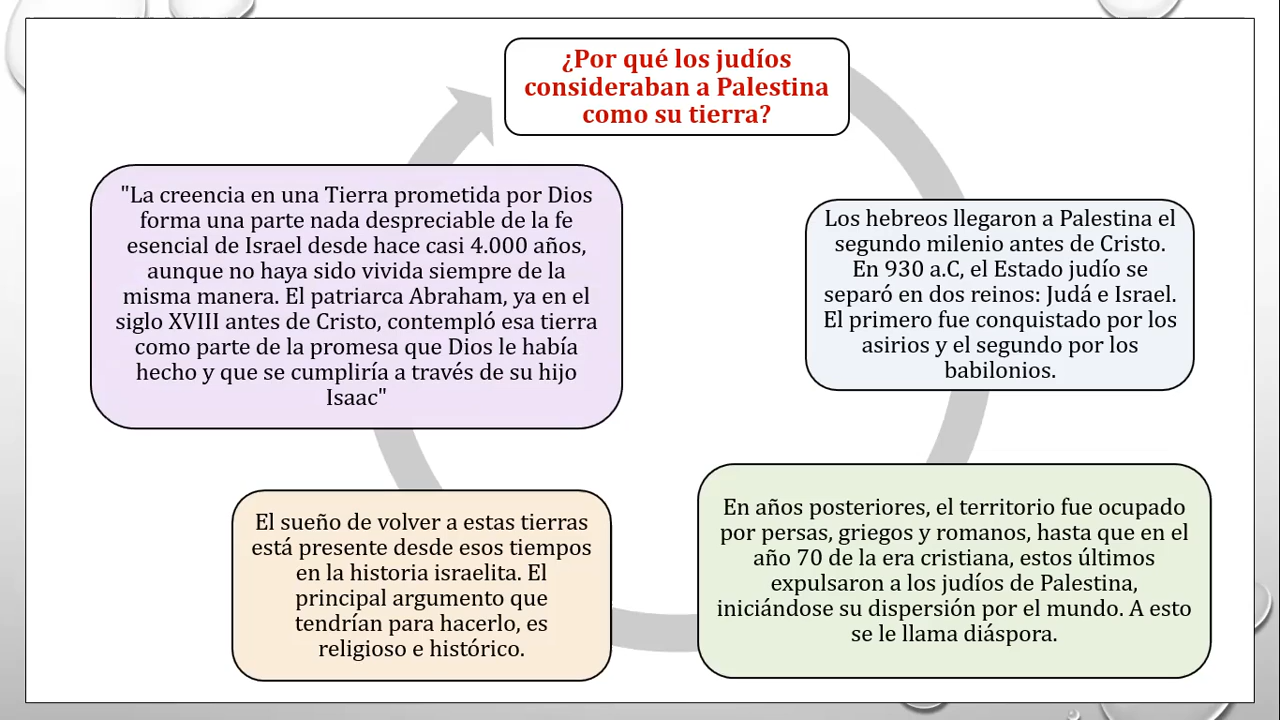 ¿Por qué los judíos
consideraban a Palestina
como su tierra?
Los hebreos llegaron a Palestina el
segundo milenio antes de Cristo.
En 930 a.C, el Estado judío se
separó en dos reinos: Judá e Israel.
El primero fue conquistado por los
asirios y el segundo por los
babilonios.
En años posteriores, el territorio fue ocupado
por persas, griegos y romanos, hasta que en el
año 70 de la era cristiana, estos últimos
expulsaron a los judíos de Palestina,
iniciándose su dispersión por el mundo. A esto
se le llama diáspora.
El sueño de volver a estas tierras
está presente desde esos tiempos
en la historia israelita. El
principal argumento que
tendrían para hacerlo, es
religioso e histórico.
"La creencia en una Tierra prometida por Dios
forma una parte nada despreciable de la fe
esencial de Israel desde hace casi 4.000 años,
aunque no haya sido vivida siempre de la
misma manera. El patriarca Abraham, ya en el
siglo XVIII antes de Cristo, contempló esa tierra
como parte de la promesa que Dios le había
hecho y que se cumpliría a través de su hijo
Isaac"